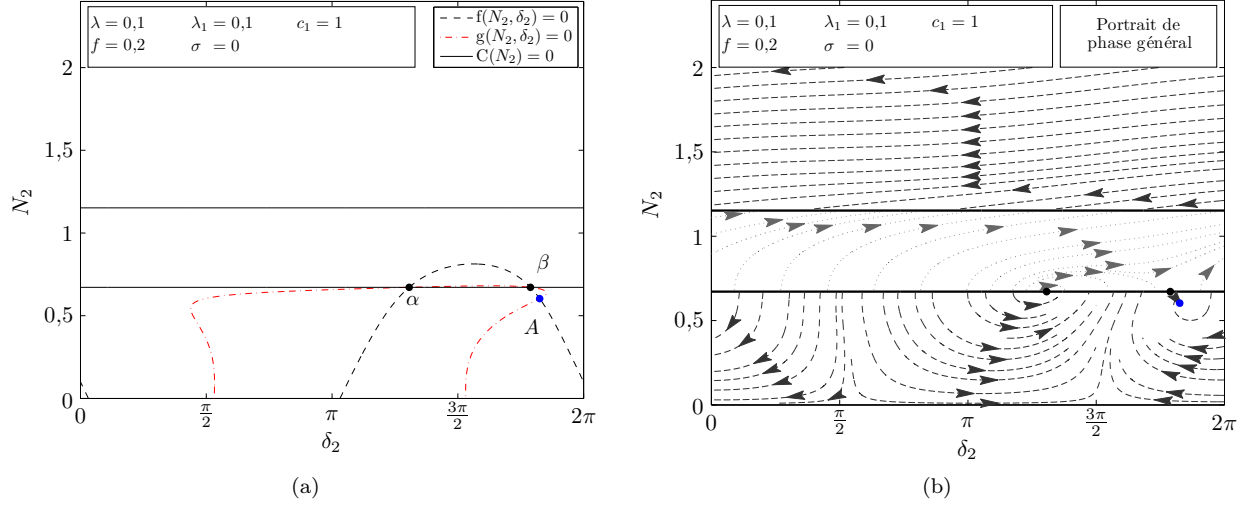 λ = 0,1 λ₁ = 0,1 c₁ = 1
f = 0,2 σ = 0
f(N₂, δ₂) = 0
g(N₂, δ₂) = 0
C(N₂) = 0
2
1,5
1
0,5
0
N₂
α
β
A
0 π/2 π 3π/2 2π
δ₂
(a)
λ = 0,1 λ₁ = 0,1 c₁ = 1
f = 0,2 σ = 0
Portrait de
phase général
2
1,5
1
0,5
0
N₂
0 π/2 π 3π/2 2π
δ₂
(b)